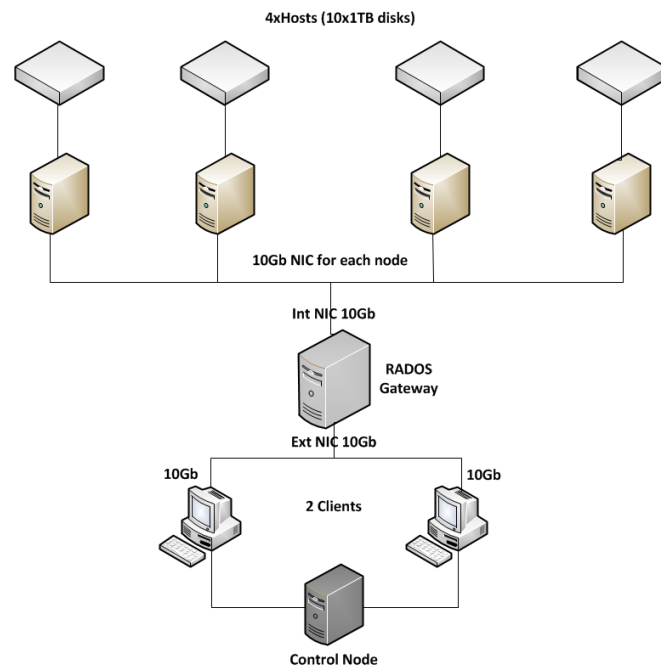 4xHosts (10x1TB disks)
10Gb NIC for each node
Int NIC 10Gb
RADOS
Gateway
Ext NIC 10Gb
10Gb
10Gb
2 Clients
Control Node